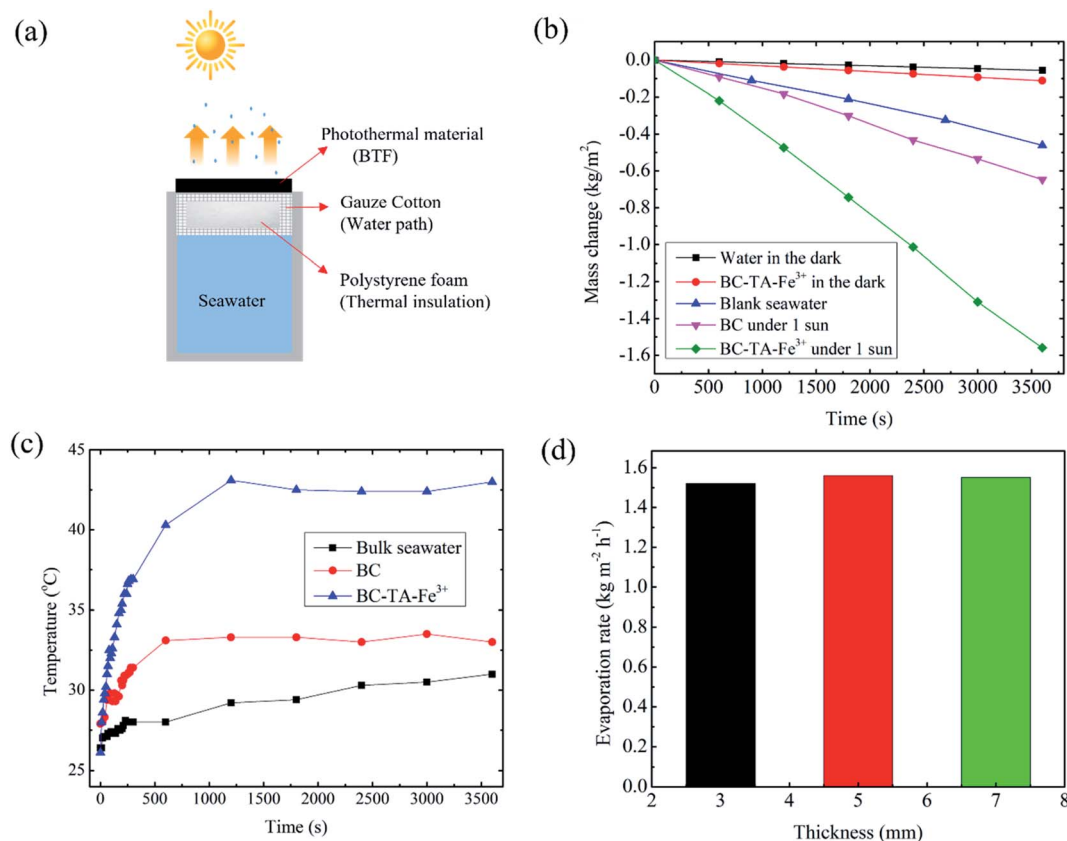 (a)
Photothermal material
(BTF)
Gauze Cotton
(Water path)
Polystyrene foam
(Thermal insulation)
Seawater
(b)
0.0
-0.2
-0.4
-0.6
-0.8
-1.0
-1.2
-1.4
-1.6
Mass change (kg/m²)
Water in the dark
BC-TA-Fe³⁺ in the dark
Blank seawater
BC under 1 sun
BC-TA-Fe³⁺ under 1 sun
0 500 1000 1500 2000 2500 3000 3500
Time (s)
(c)
45
40
35
30
25
Temperature (°C)
Bulk seawater
BC
BC-TA-Fe³⁺
0 500 1000 1500 2000 2500 3000 3500
Time (s)
(d)
1.6
1.4
1.2
1.0
0.8
0.6
0.4
0.2
0.0
Evaporation rate (kg m⁻² h⁻¹)
2 3 4 5 6 7 8
Thickness (mm)